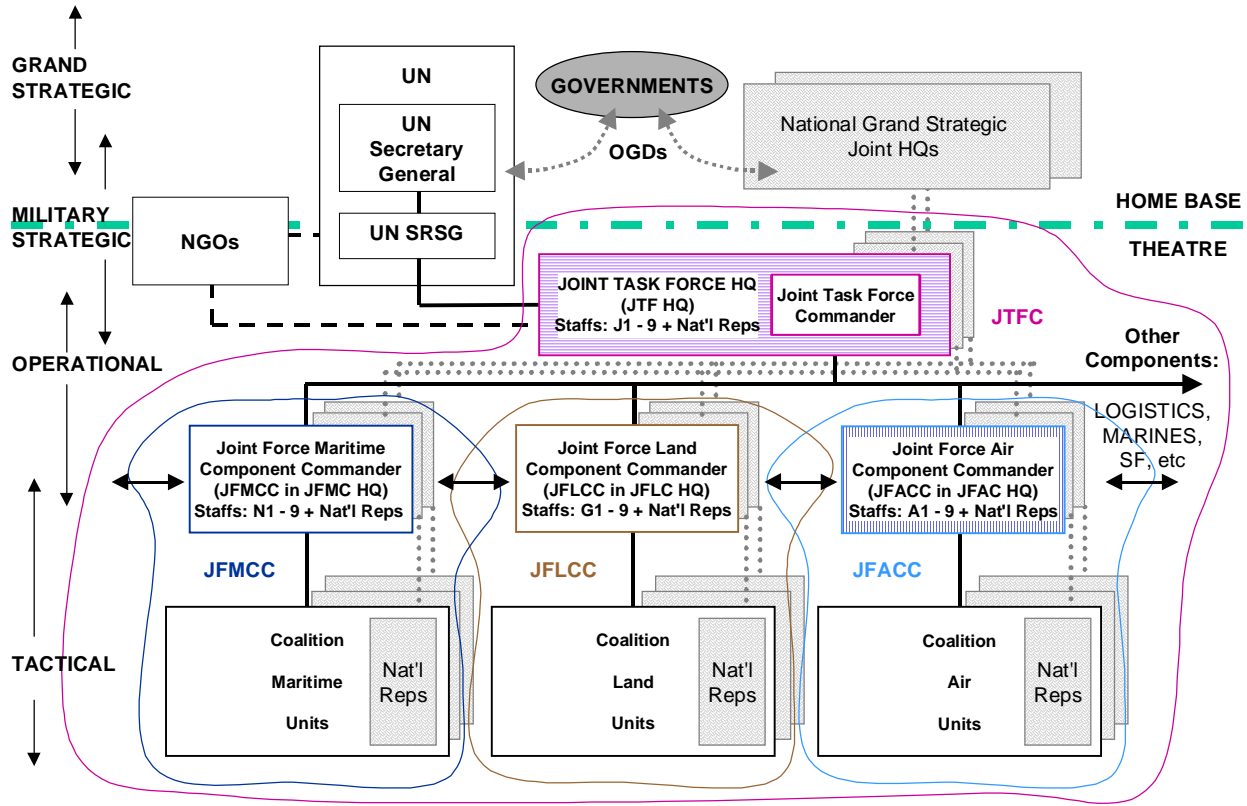 GRAND
STRATEGIC
UN
UN
Secretary
General
UN SRSG
GOVERNMENTS
OGDs
National Grand Strategic
Joint HQs
HOME BASE
THEATRE
MILITARY
STRATEGIC
NGOs
JOINT TASK FORCE HQ
(JTF HQ)
Staffs: J1 - 9 + Nat'l Reps
Joint Task Force
Commander
JTFC
OPERATIONAL
Other
Components:
LOGISTICS,
MARINES,
SF, etc
Joint Force Maritime
Component Commander
(JFMCC in JFMC HQ)
Staffs: N1 - 9 + Nat'l Reps
Joint Force Land
Component Commander
(JFLCC in JFLC HQ)
Staffs: G1 - 9 + Nat'l Reps
Joint Force Air
Component Commander
(JFACC in JFAC HQ)
Staffs: A1 - 9 + Nat'l Reps
JFMCC
JFLCC
JFACC
TACTICAL
Coalition
Maritime
Units
Nat'l
Reps
Coalition
Land
Units
Nat'l
Reps
Coalition
Air
Units
Nat'l
Reps